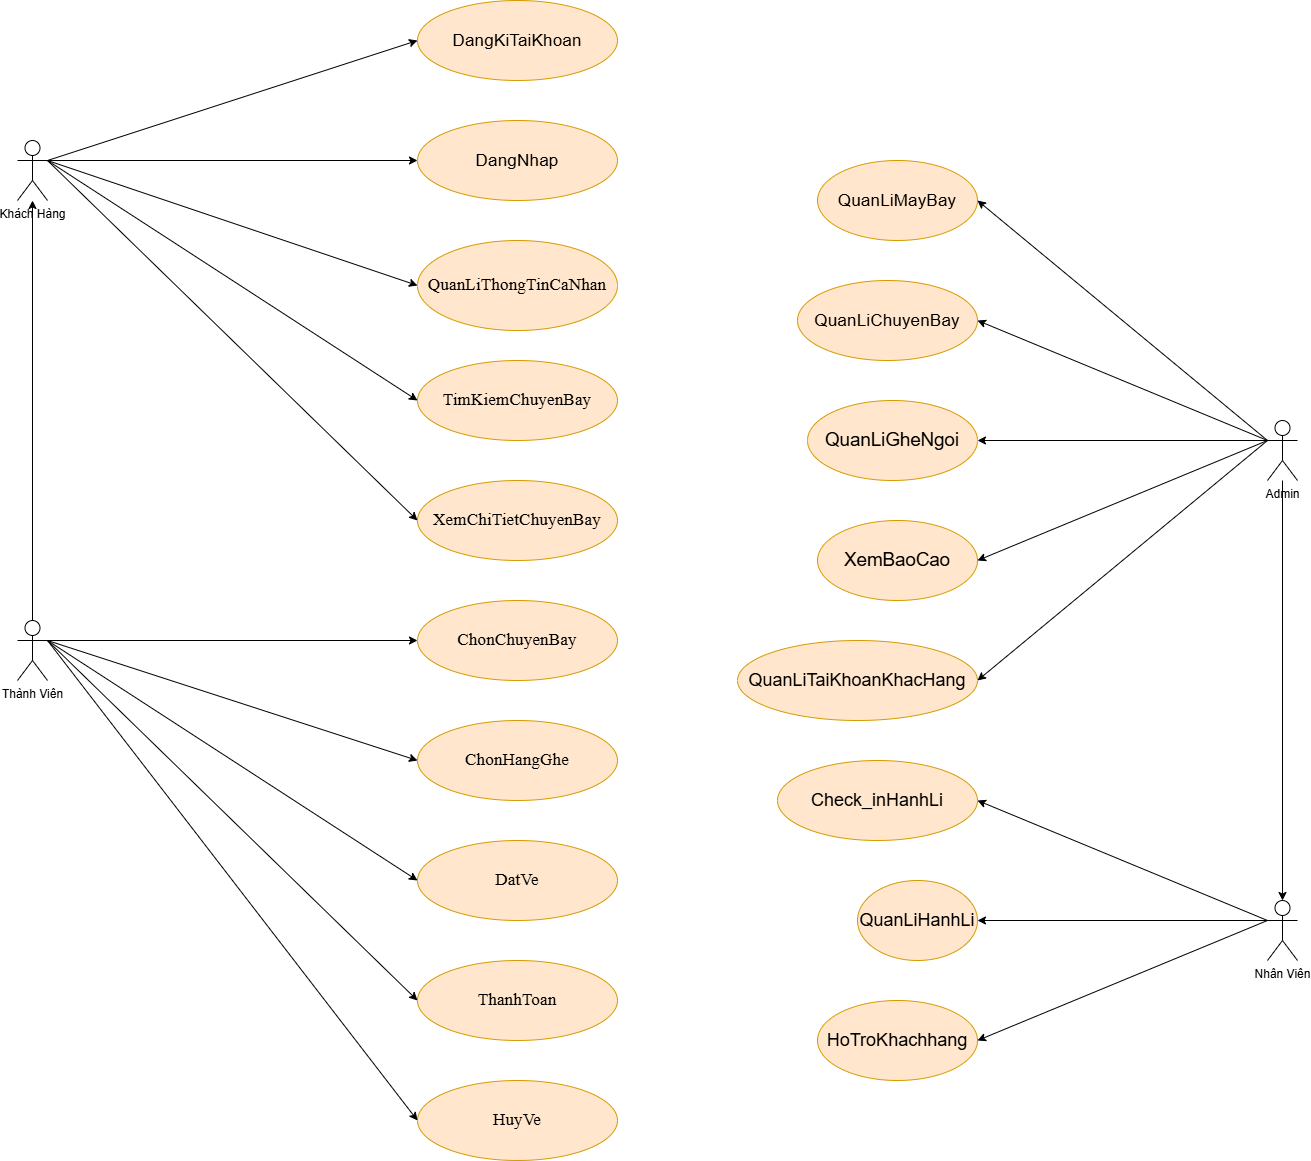 DangKiTaiKhoan
DangNhap
Khách Hàng
QuanLiThongTinCaNhan
TimKiemChuyenBay
XemChiTietChuyenBay
ChonChuyenBay
Thành Viên
ChonHangGhe
DatVe
ThanhToan
HuyVe
QuanLiMayBay
QuanLiChuyenBay
QuanLiGheNgoi
Admin
XemBaoCao
QuanLiTaiKhoanKhacHang
Check_inHanhLi
QuanLiHanhLi
Nhân Viên
HoTroKhachhang